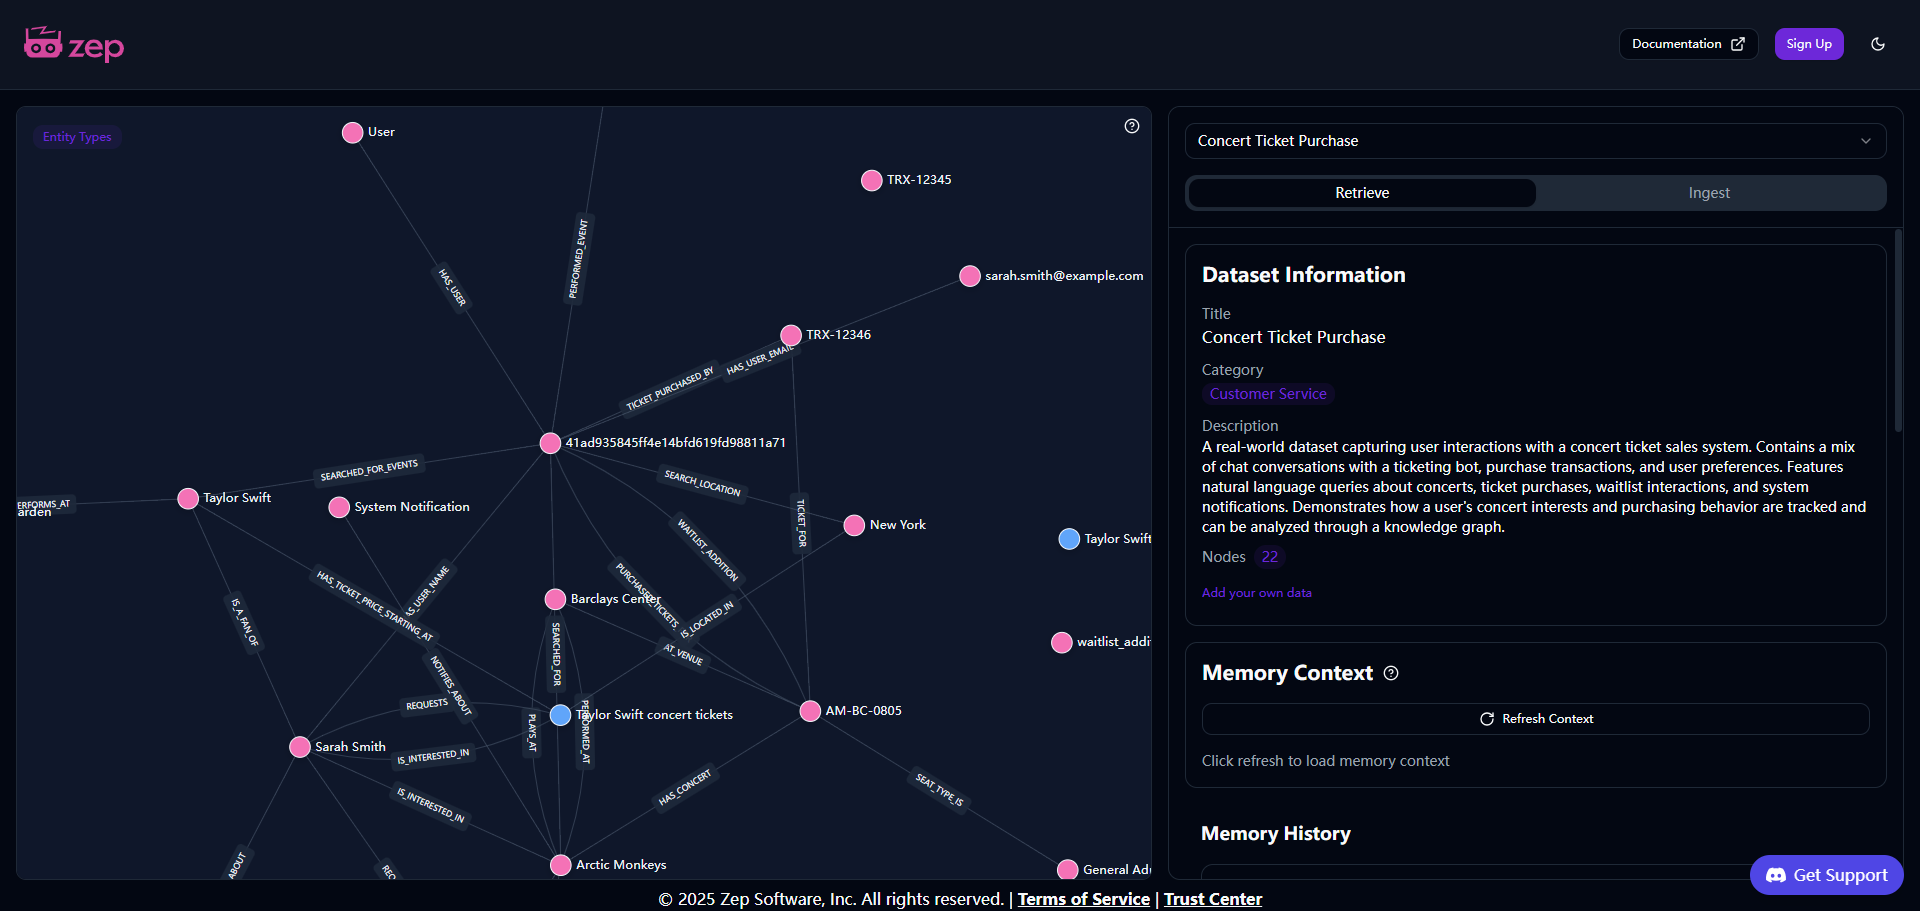 zep
Documentation
Sign Up
Entity Types
User
TRX-12345
PERFORMED_EVENT
HAS_USER
sarah.smith@example.com
TRX-12346
HAS_USER_EMAIL
TICKET_PURCHASED_BY
41ad935845ff4e14bfd619fd98811a71
SEARCHED_FOR_EVENTS
SEARCH_LOCATION
ERFORMS_AT
arden
Taylor Swift
System Notification
TICKET_FOR
New York
Taylor Swift
WAITLIST_ADDITION
HAS_TICKET_PRICE_STARTING_AT
AS_USER_NAME
PURCHASED_TICKETS
Barclays Center
IS_A_FAN_OF
IS_LOCATED_IN
SEARCHED_FOR
AT_VENUE
waitlist_addi
NOTIFIES_ABOUT
REQUESTS
Taylor Swift concert tickets
AM-BC-0805
PLAYS_AT
PERFORMED_AT
Sarah Smith
IS_INTERESTED_IN
IS_INTERESTED_IN
HAS_CONCERT
SEAT_TYPE_IS
ABOUT
REQ
Arctic Monkeys
General Ad
Concert Ticket Purchase
Retrieve
Ingest
Dataset Information
Title
Concert Ticket Purchase
Category
Customer Service
Description
A real-world dataset capturing user interactions with a concert ticket sales system. Contains a mix
of chat conversations with a ticketing bot, purchase transactions, and user preferences. Features
natural language queries about concerts, ticket purchases, waitlist interactions, and system
notifications. Demonstrates how a user's concert interests and purchasing behavior are tracked and
can be analyzed through a knowledge graph.
Nodes 22
Add your own data
Memory Context
Refresh Context
Click refresh to load memory context
Memory History
Get Support
© 2025 Zep Software, Inc. All rights reserved. | Terms of Service | Trust Center